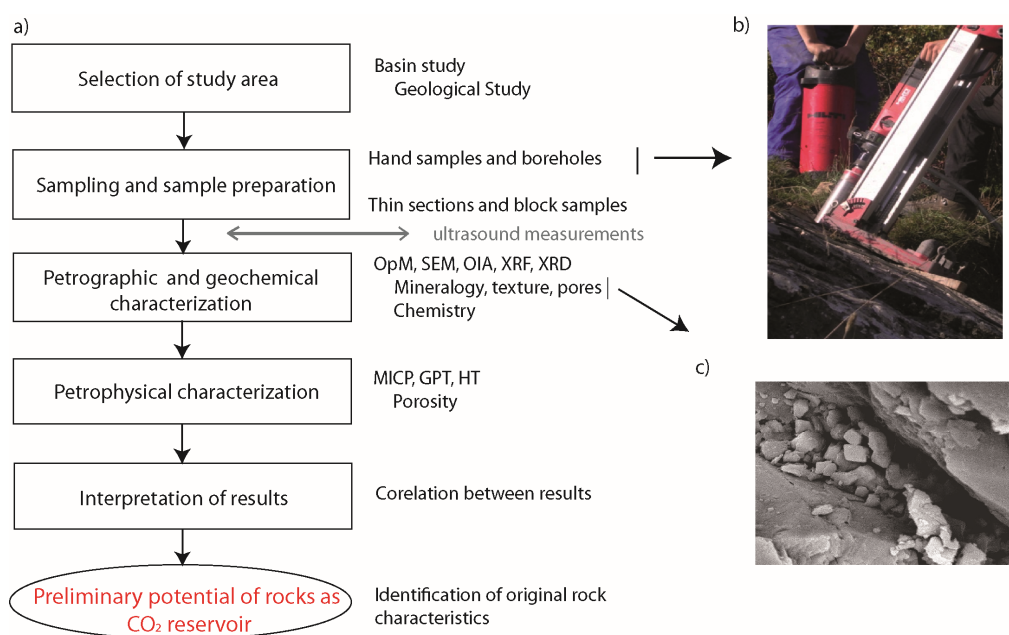 a)
Selection of study area
Basin study
Geological Study
Sampling and sample preparation
Hand samples and boreholes
Thin sections and block samples
ultrasound measurements
Petrographic and geochemical
characterization
OpM, SEM, OIA, XRF, XRD
Mineralogy, texture, pores
Chemistry
Petrophysical characterization
MICP, GPT, HT
Porosity
Interpretation of results
Corelation between results
Preliminary potential of rocks as
CO₂ reservoir
Identification of original rock
characteristics
b)
c)